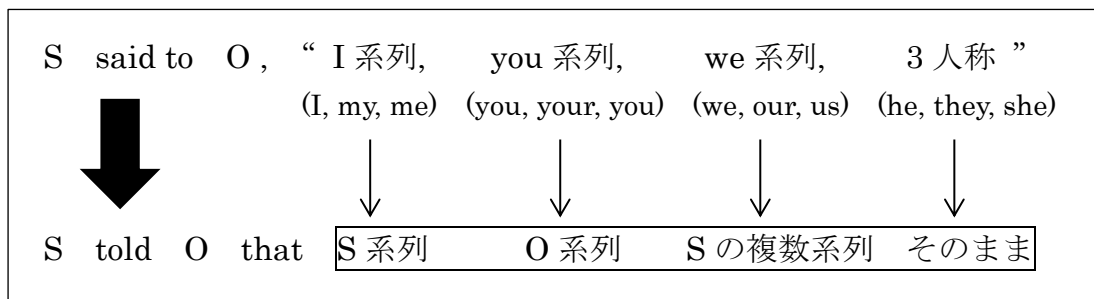 S said to O , “ I 系列, you 系列, we 系列, 3 人称 ”
(I, my, me) (you, your, you) (we, our, us) (he, they, she)
S told O that S 系列 O 系列 S の複数系列 そのまま